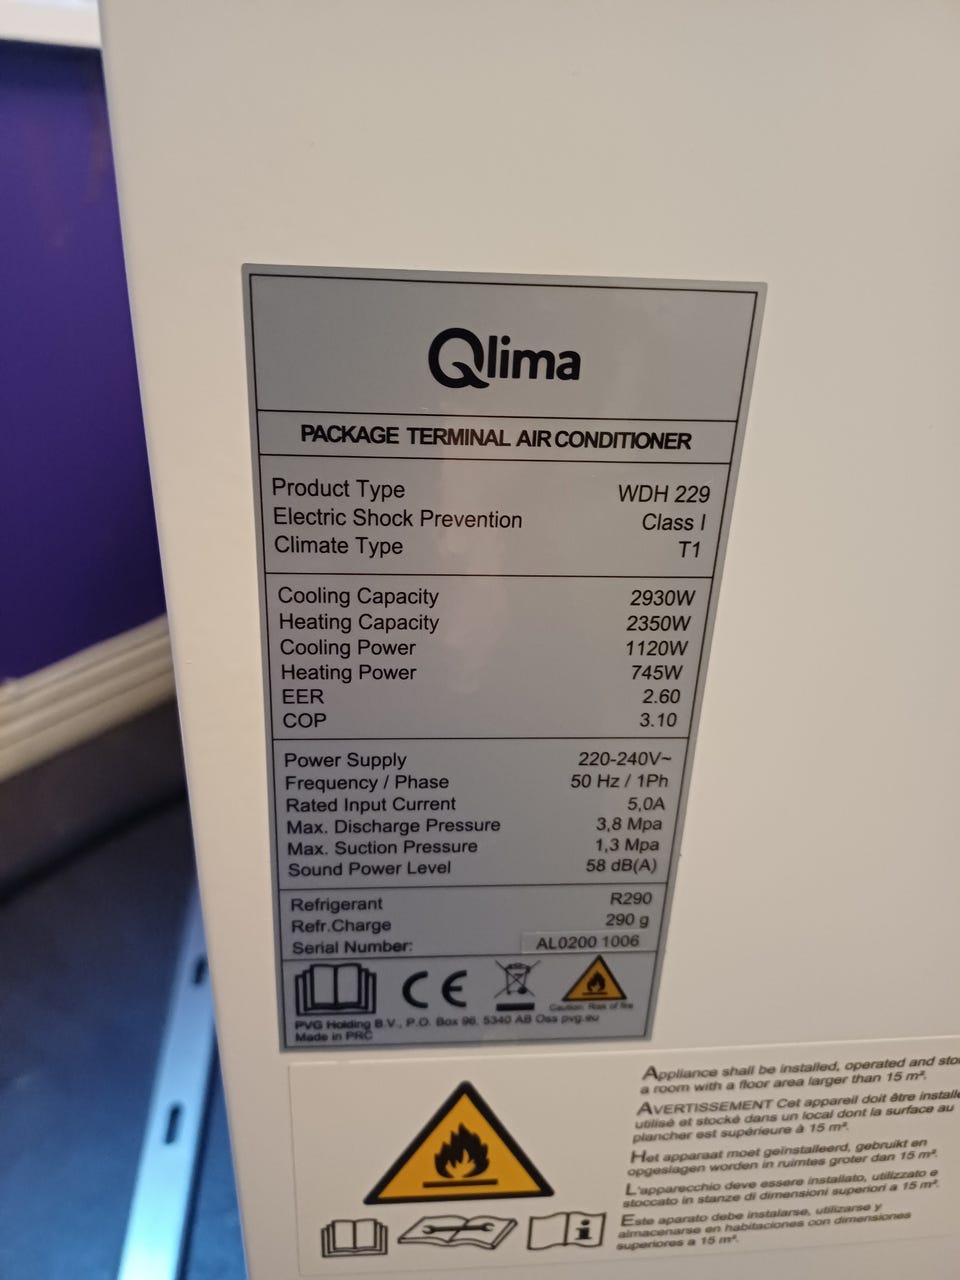 Qlima
PACKAGE TERMINAL AIR CONDITIONER
Product Type WDH 229
Electric Shock Prevention Class I
Climate Type T1
Cooling Capacity 2930W
Heating Capacity 2350W
Cooling Power 1120W
Heating Power 745W
EER 2.60
COP 3.10
Power Supply 220-240V~
Frequency / Phase 50 Hz / 1Ph
Rated Input Current 5,0A
Max. Discharge Pressure 3,8 Mpa
Max. Suction Pressure 1,3 Mpa
Sound Power Level 58 dB(A)
Refrigerant R290
Refr.Charge 290 g
Serial Number: AL0200 1006
CE
Caution: Risk of fire
PVG Holding B.V., P.O. Box 96, 5340 AB Oss pvg.eu
Made in PRC
Appliance shall be installed, operated and sto
a room with a floor area larger than 15 m².
AVERTISSEMENT Cet appareil doit être installé
utilisé et stocké dans un local dont la surface au
plancher est supérieure à 15 m².
Het apparaat moet geïnstalleerd, gebruikt en
opgeslagen worden in ruimtes groter dan 15 m².
L'apparecchio deve essere installato, utilizzato e
stoccato in stanze di dimensioni superiori a 15 m².
Este aparato debe instalarse, utilizarse y
almacenarse en habitaciones con dimensiones
superiores a 15 m².